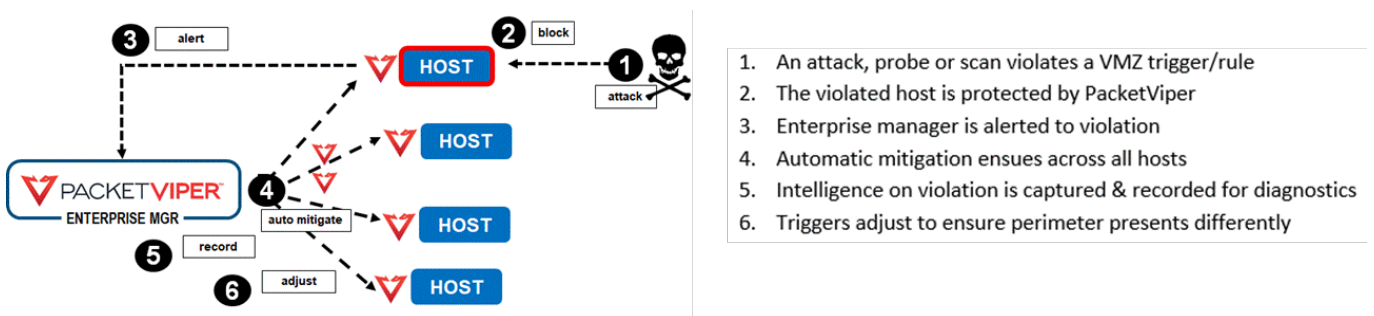 3 alert
2 block
HOST
1
attack
HOST
PACKETVIPER™
ENTERPRISE MGR
4
auto mitigate
HOST
5 record
6 adjust
HOST
1. An attack, probe or scan violates a VMZ trigger/rule
2. The violated host is protected by PacketViper
3. Enterprise manager is alerted to violation
4. Automatic mitigation ensues across all hosts
5. Intelligence on violation is captured & recorded for diagnostics
6. Triggers adjust to ensure perimeter presents differently